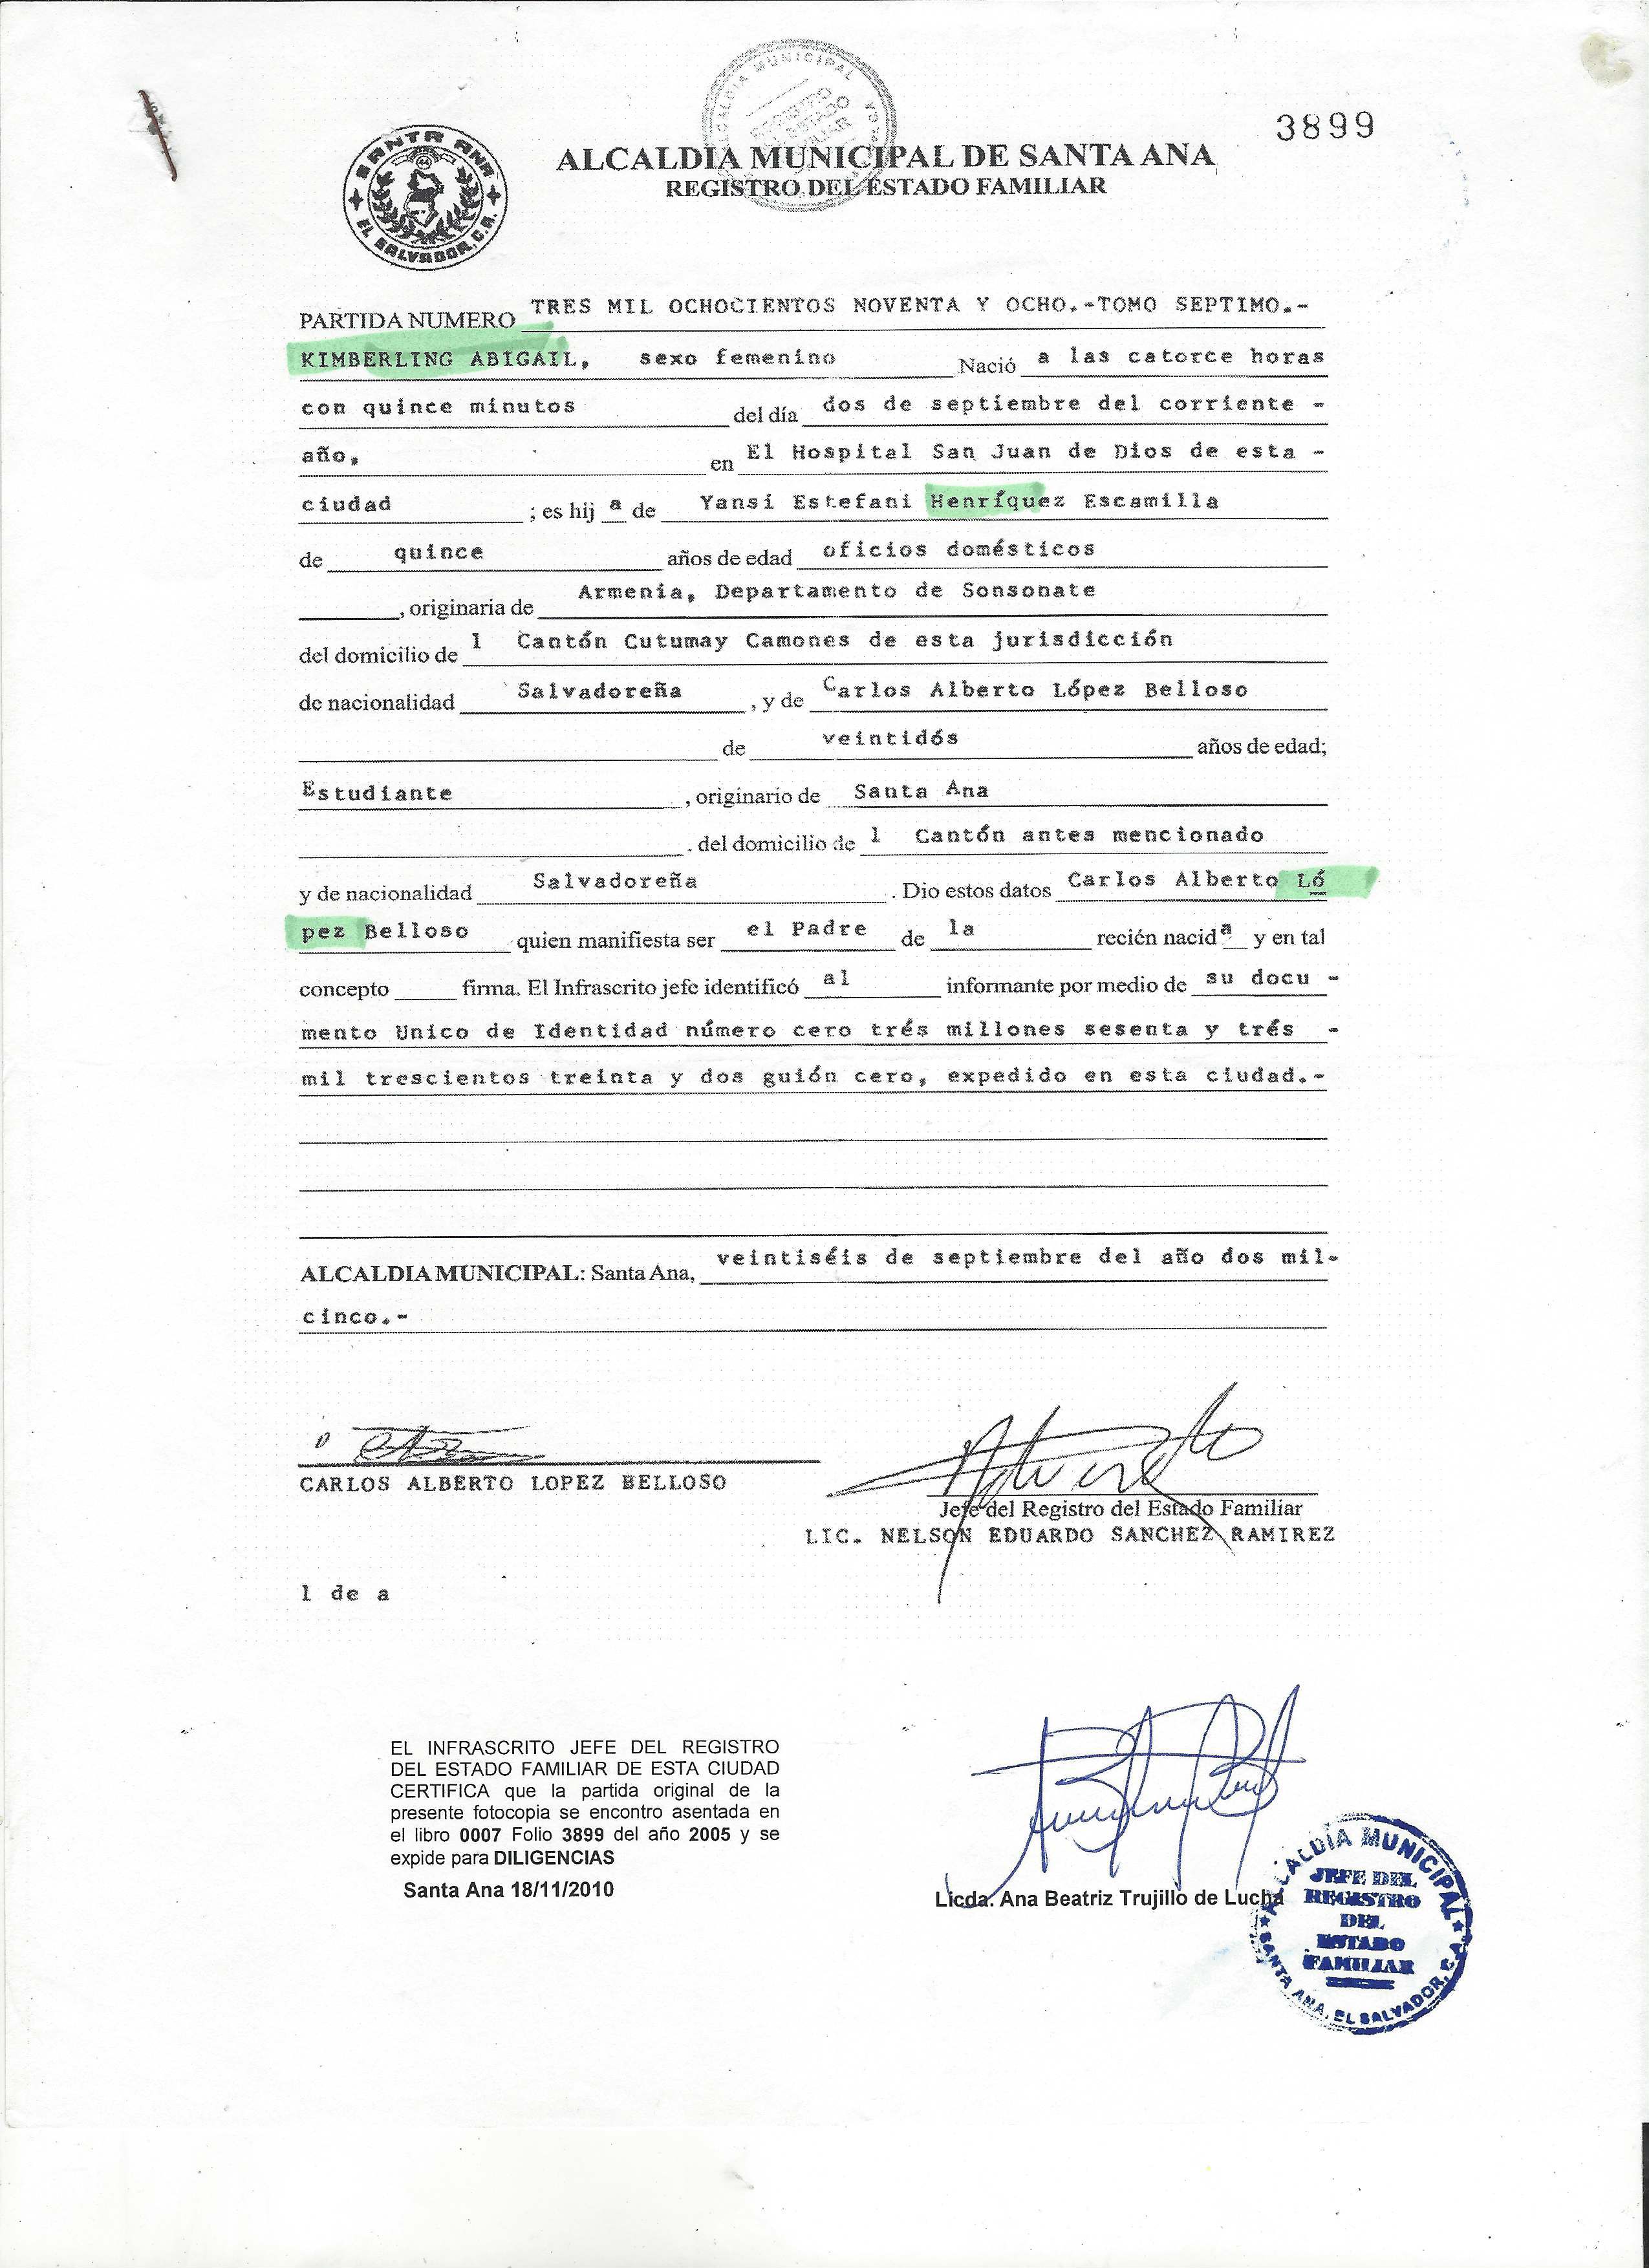 3899
ALCALDIA MUNICIPAL
REGISTRO
ESTADO
SANTA ANA
EL SALVADOR, C.A.
ALCALDIA MUNICIPAL DE SANTA ANA
REGISTRO DEL ESTADO FAMILIAR
PARTIDA NUMERO TRES MIL OCHOCIENTOS NOVENTA Y OCHO.-TOMO SEPTIMO.-
KIMBERLING ABIGAIL, sexo femenino Nació a las catorce horas
con quince minutos del día dos de septiembre del corriente -
año, en El Hospital San Juan de Dios de esta -
ciudad ; es hij a de Yansi Estefani Henríquez Escamilla
de quince años de edad oficios domésticos
, originaria de Armenia, Departamento de Sonsonate
del domicilio de l Cantón Cutumay Camones de esta jurisdicción
de nacionalidad Salvadoreña , y de Carlos Alberto López Belloso
de veintidós años de edad;
Estudiante , originario de Santa Ana
. del domicilio de l Cantón antes mencionado
y de nacionalidad Salvadoreña . Dio estos datos Carlos Alberto Ló
pez Belloso quien manifiesta ser el Padre de la recién nacid a y en tal
concepto firma. El Infrascrito jefe identificó al informante por medio de su docu -
mento Unico de Identidad número cero trés millones sesenta y trés -
mil trescientos treinta y dos guión cero, expedido en esta ciudad.-
ALCALDIA MUNICIPAL: Santa Ana, veintiséis de septiembre del año dos mil-
cinco.-
CARLOS ALBERTO LOPEZ BELLOSO
Jefe del Registro del Estado Familiar
LIC. NELSON EDUARDO SANCHEZ RAMIREZ
l de a
EL INFRASCRITO JEFE DEL REGISTRO
DEL ESTADO FAMILIAR DE ESTA CIUDAD
CERTIFICA que la partida original de la
presente fotocopia se encontro asentada en
el libro 0007 Folio 3899 del año 2005 y se
expide para DILIGENCIAS
Santa Ana 18/11/2010
Licda. Ana Beatriz Trujillo de Lucha
ALCALDIA MUNICIPAL
JEFE DEL
REGISTRO
DEL
ESTADO
FAMILIAR
SANTA ANA, EL SALVADOR, C.A.